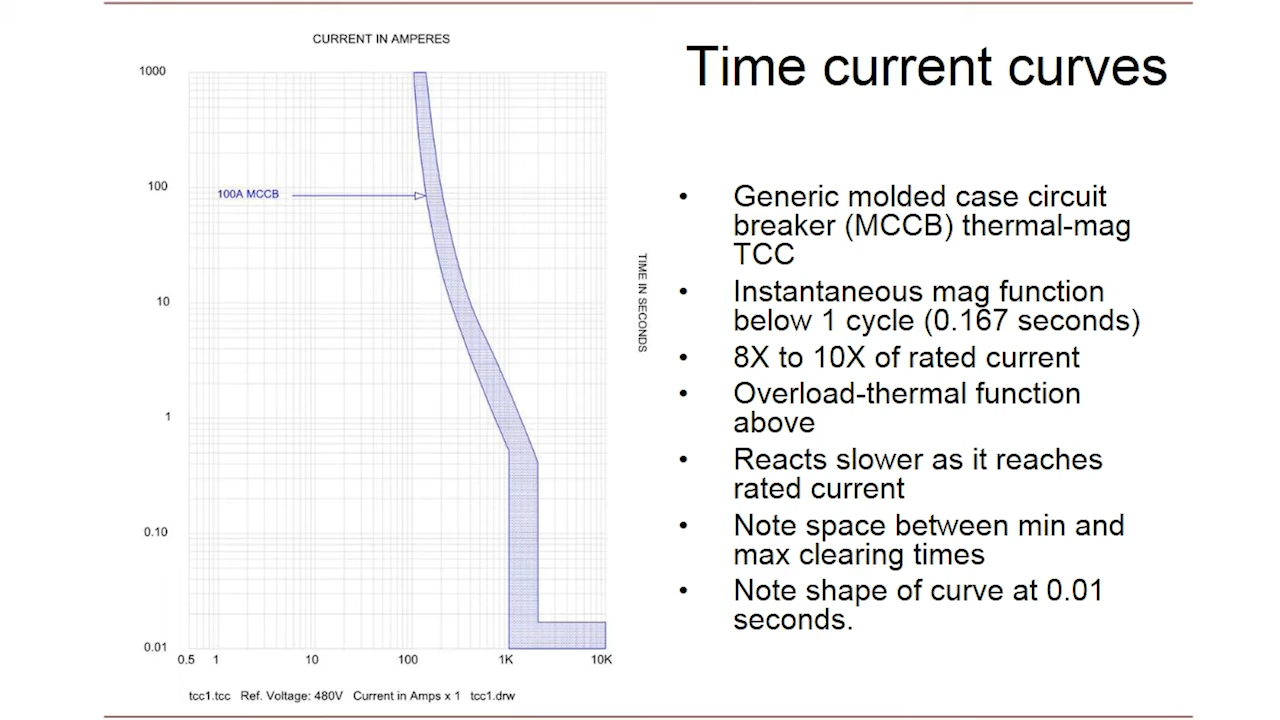 CURRENT IN AMPERES
1000
100
10
1
0.10
0.01
0.5 1 10 100 1K 10K
100A MCCB
TIME IN SECONDS
tcc1.tcc Ref. Voltage: 480V Current in Amps x 1 tcc1.drw
Time current curves
• Generic molded case circuit
breaker (MCCB) thermal-mag
TCC
• Instantaneous mag function
below 1 cycle (0.167 seconds)
• 8X to 10X of rated current
• Overload-thermal function
above
• Reacts slower as it reaches
rated current
• Note space between min and
max clearing times
• Note shape of curve at 0.01
seconds.